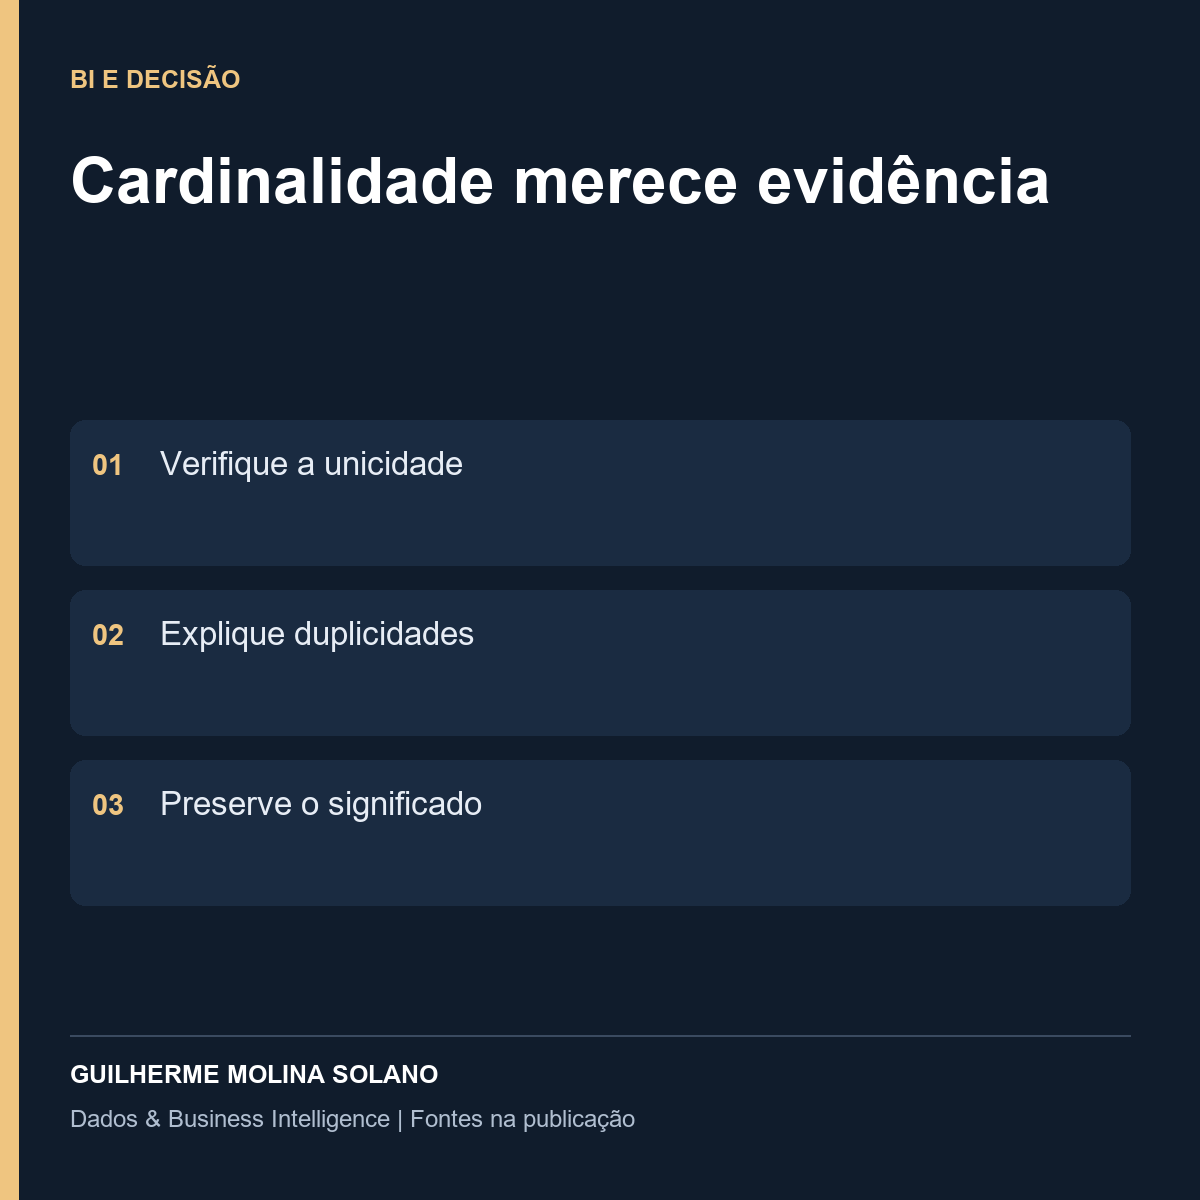 BI E DECISÃO
Cardinalidade merece evidência
01 Verifique a unicidade
02 Explique duplicidades
03 Preserve o significado
GUILHERME MOLINA SOLANO
Dados & Business Intelligence | Fontes na publicação